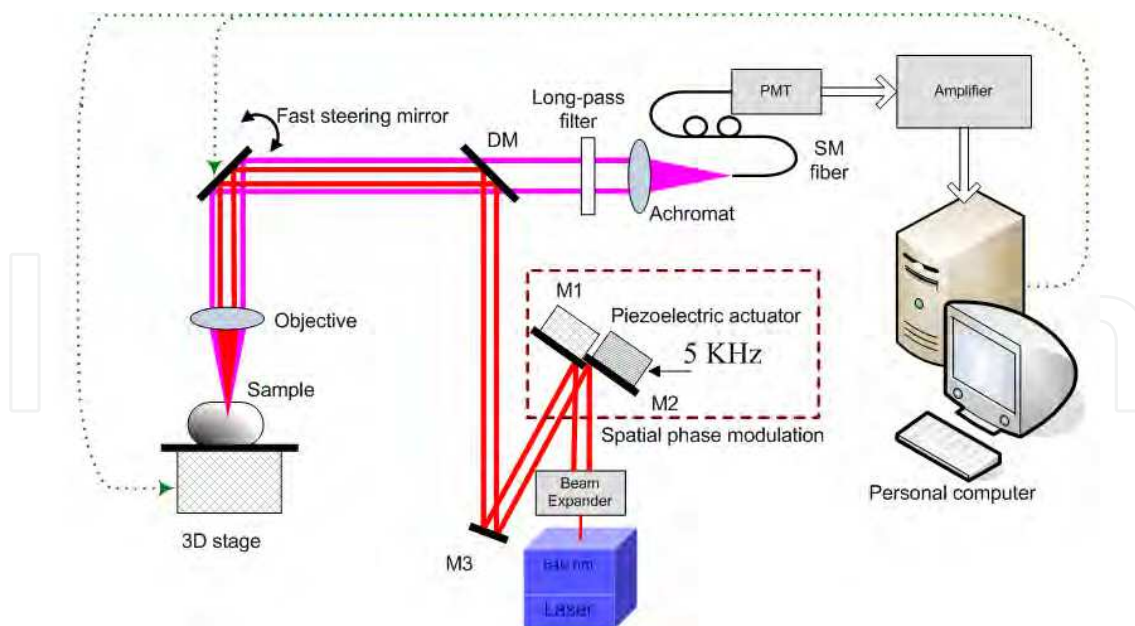 Fast steering mirror
DM
Long-pass
filter
PMT
Amplifier
SM
fiber
Achromat
Objective
Sample
3D stage
M1
Piezoelectric actuator
5 KHz
M2
Spatial phase modulation
Beam
Expander
M3
nm
Laser
Personal computer